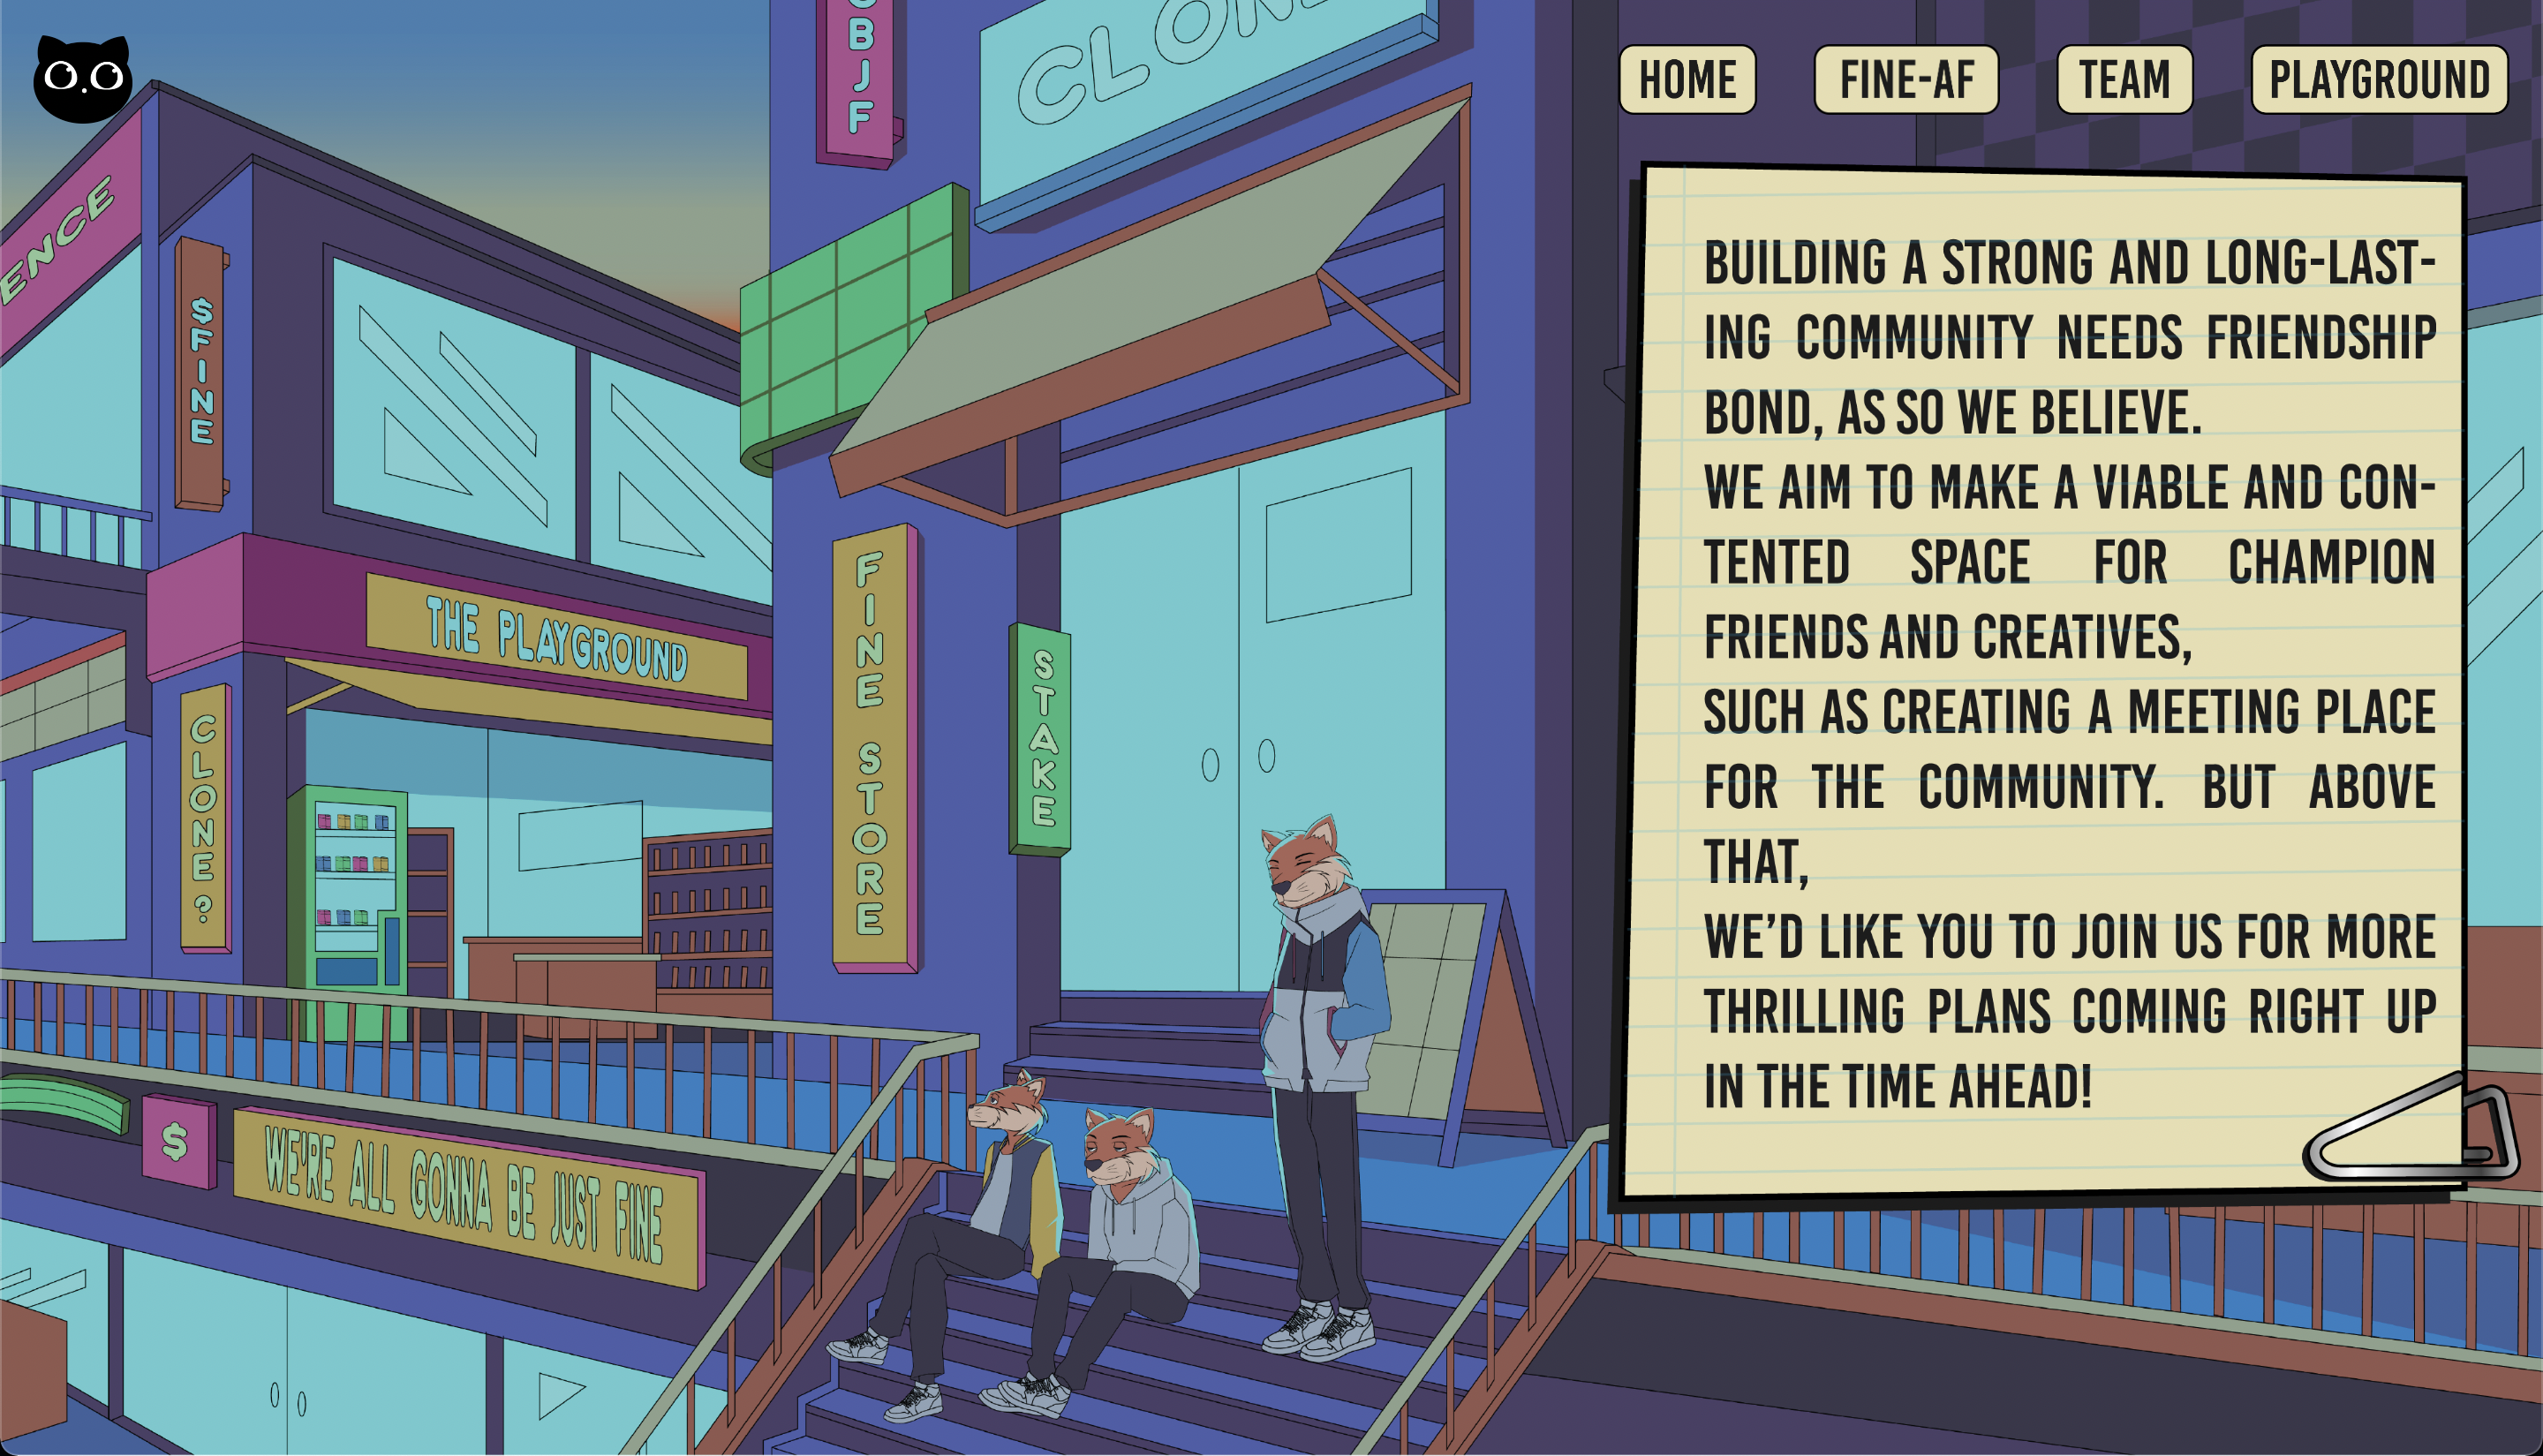 HOME
FINE-AF
TEAM
PLAYGROUND
BJF
CLON
ENCE
$FINE
THE PLAYGROUND
CLONE?
FINE STORE
STAKE
$
WE'RE ALL GONNA BE JUST FINE
BUILDING A STRONG AND LONG-LAST-
ING COMMUNITY NEEDS FRIENDSHIP
BOND, AS SO WE BELIEVE.
WE AIM TO MAKE A VIABLE AND CON-
TENTED SPACE FOR CHAMPION
FRIENDS AND CREATIVES,
SUCH AS CREATING A MEETING PLACE
FOR THE COMMUNITY. BUT ABOVE
THAT,
WE'D LIKE YOU TO JOIN US FOR MORE
THRILLING PLANS COMING RIGHT UP
IN THE TIME AHEAD!